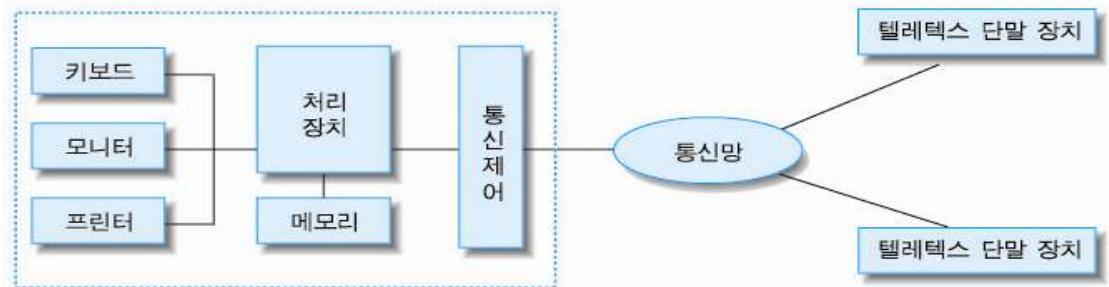 키보드
모니터
프린터
처리
장치
메모리
통
신
제
어
통신망
텔레텍스 단말 장치
텔레텍스 단말 장치